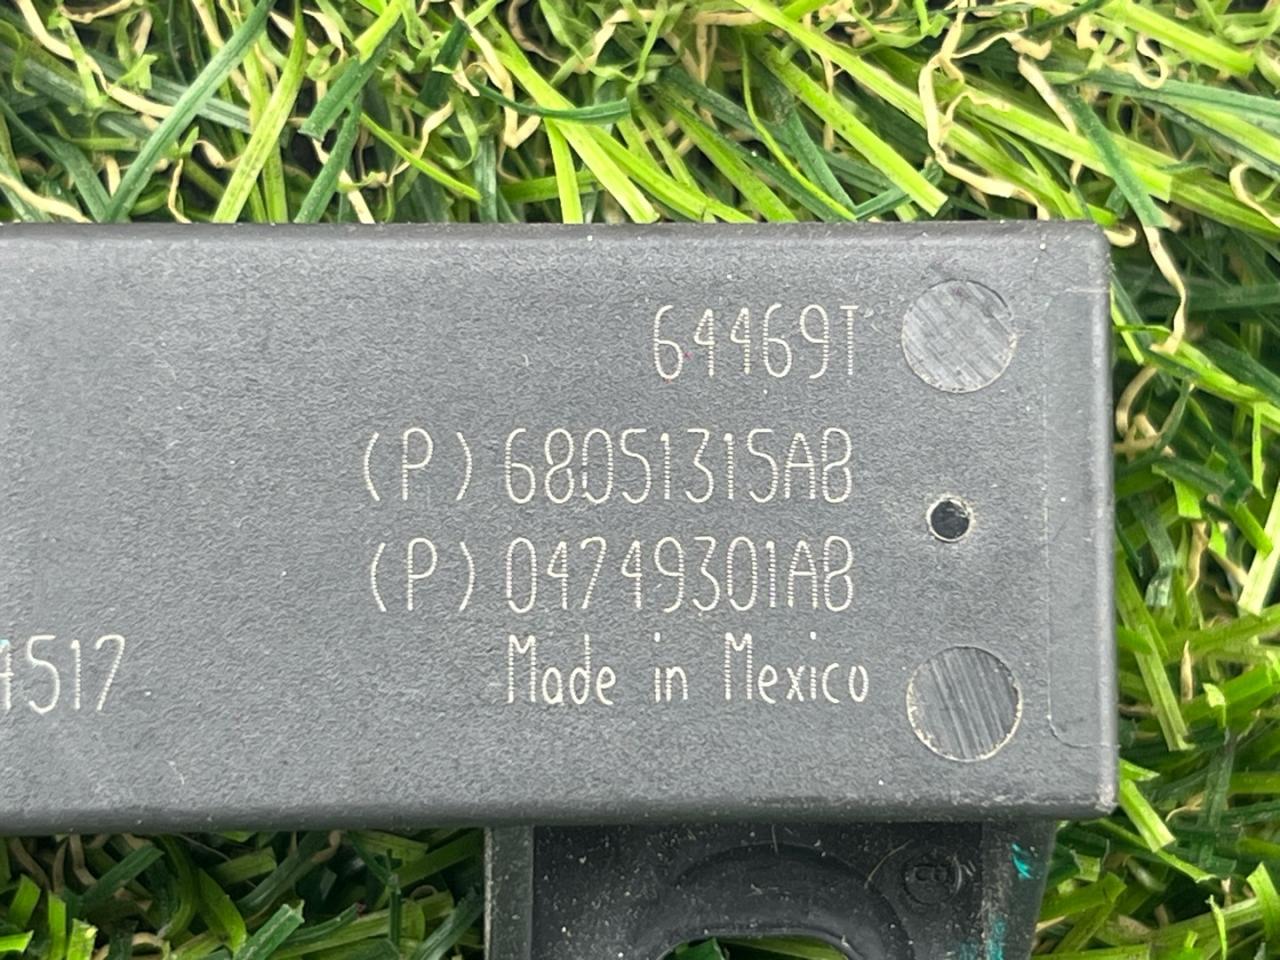 64469T
(P) 68051315AB
(P) 04749301AB
4517
Made in Mexico